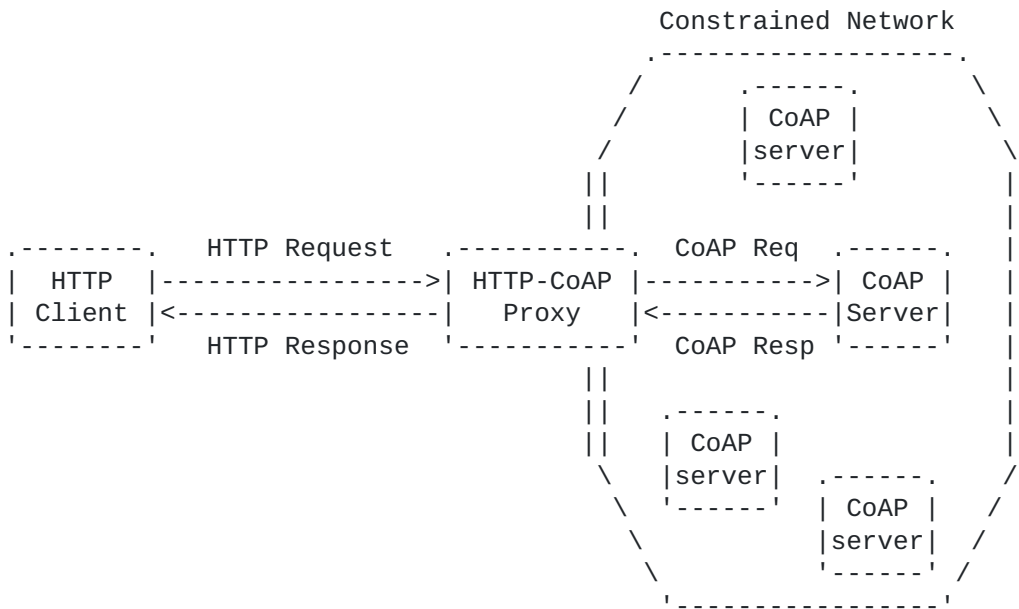 Constrained Network
CoAP
server
HTTP Request CoAP Req
HTTP HTTP-CoAP CoAP
Client Proxy Server
HTTP Response CoAP Resp
CoAP
server
CoAP
server